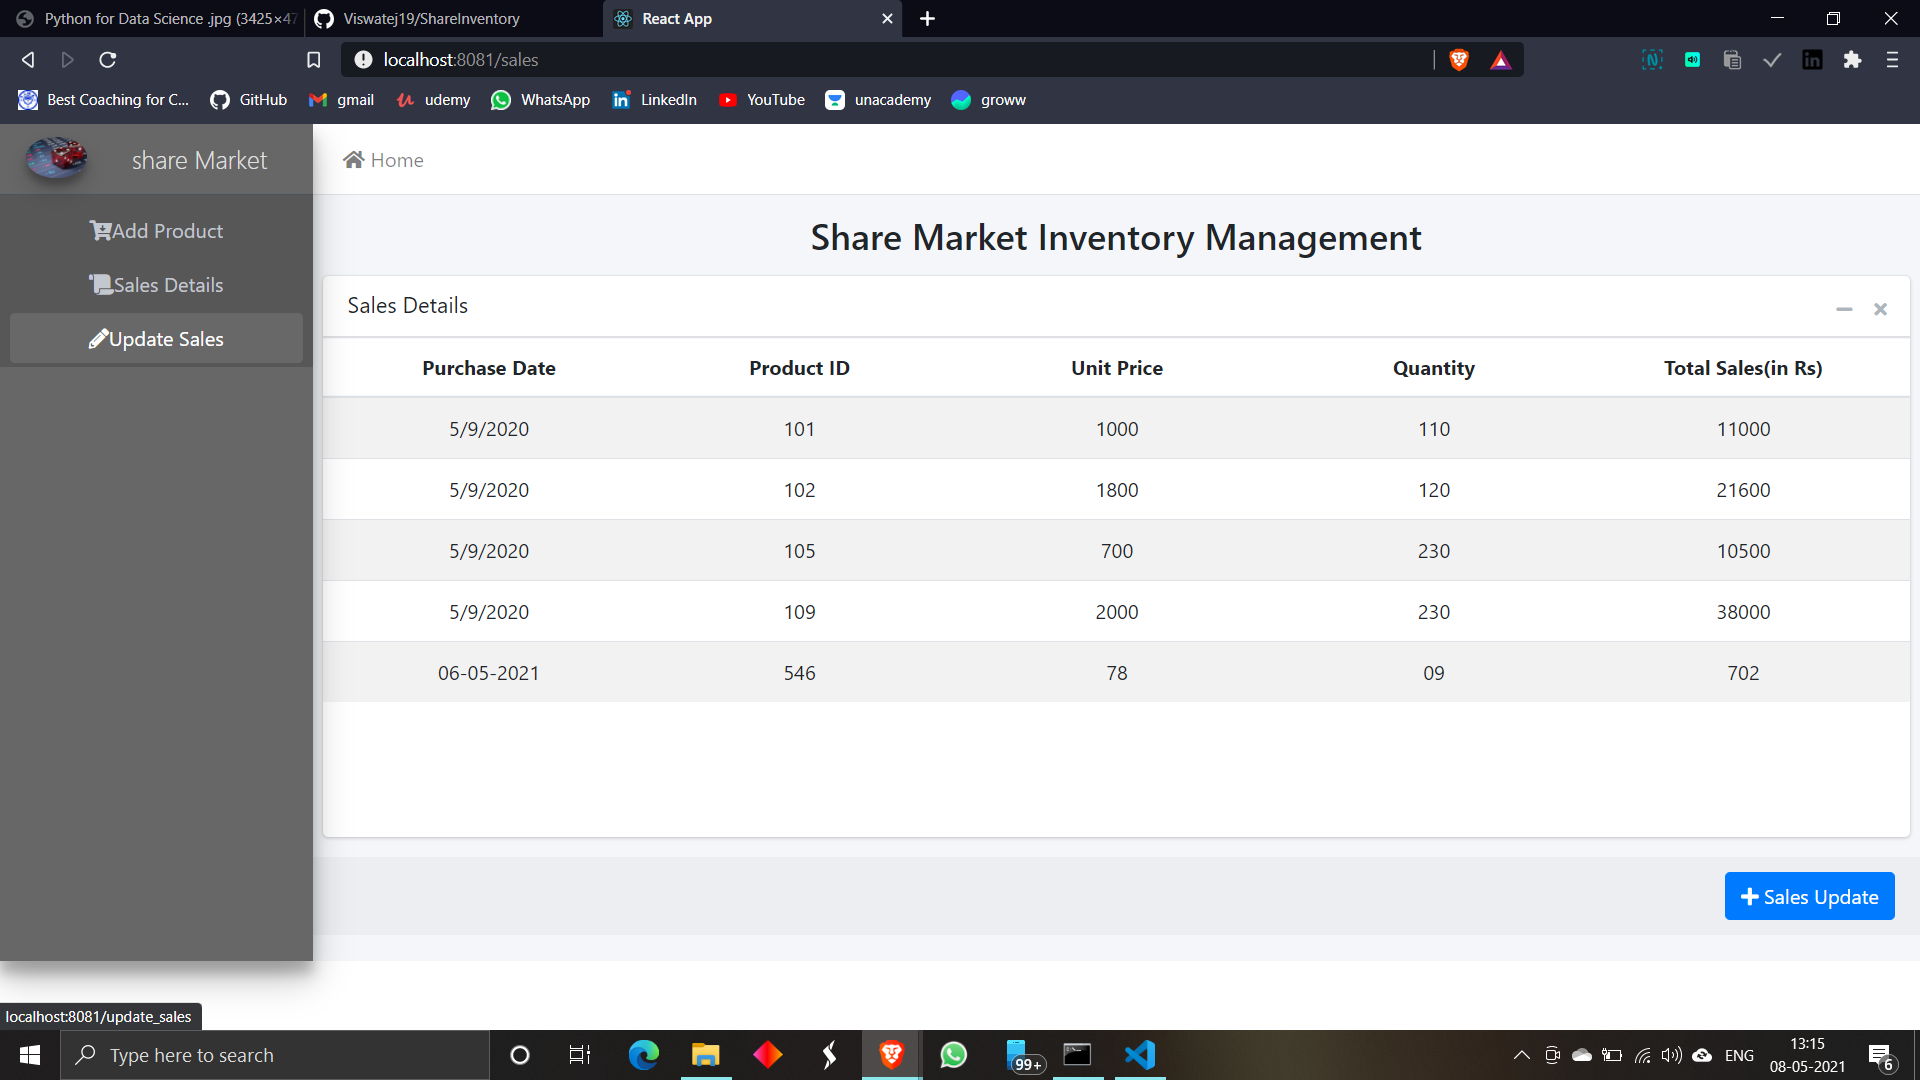 Python for Data Science .jpg (3425×47
Viswatej19/ShareInventory
React App
localhost:8081/sales
Best Coaching for C...
GitHub
gmail
udemy
WhatsApp
LinkedIn
YouTube
unacademy
groww
share Market
Home
Add Product
Sales Details
Update Sales
Share Market Inventory Management
Sales Details
Purchase Date Product ID Unit Price Quantity Total Sales(in Rs)
5/9/2020 101 1000 110 11000
5/9/2020 102 1800 120 21600
5/9/2020 105 700 230 10500
5/9/2020 109 2000 230 38000
06-05-2021 546 78 09 702
Sales Update
localhost:8081/update_sales
Type here to search
99+
ENG
13:15
08-05-2021
6